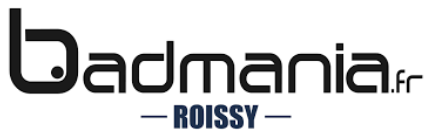 badmania.fr
— ROISSY —